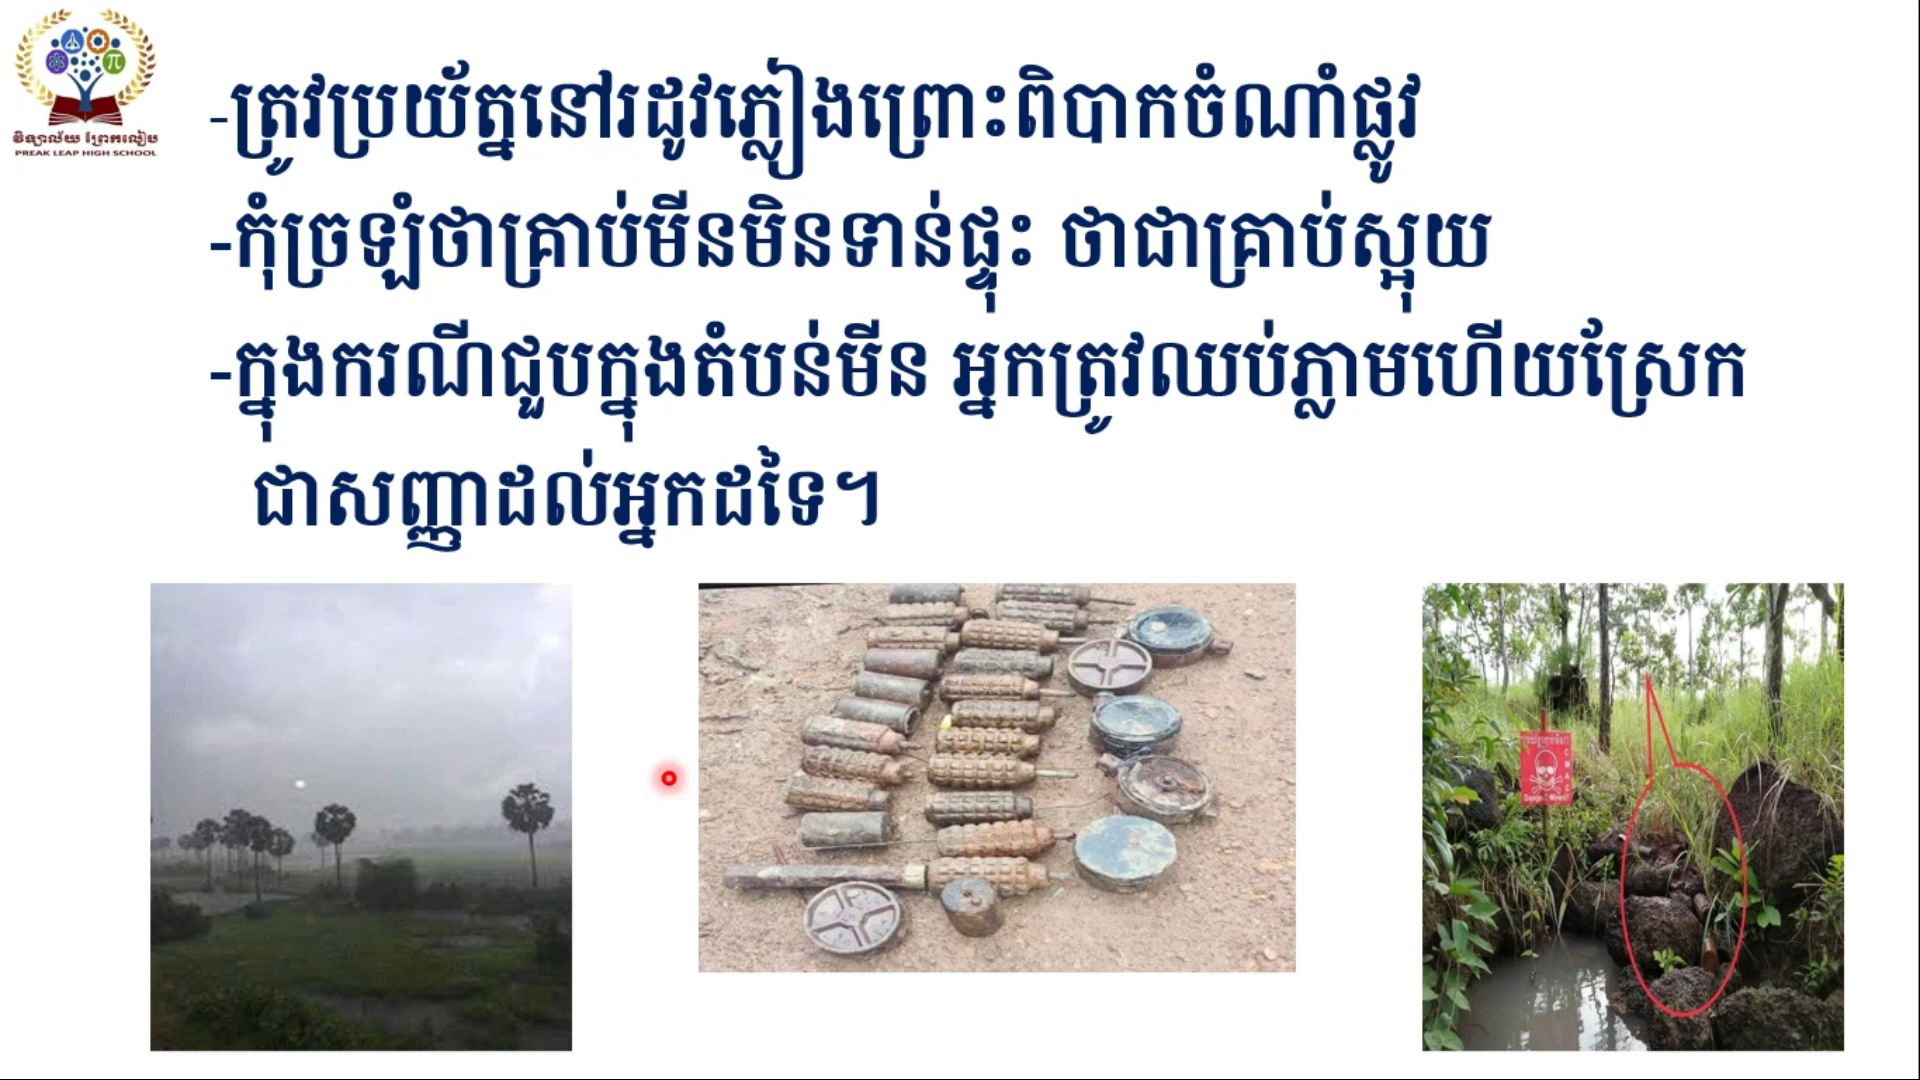 វិទ្យាល័យ ព្រែកលៀប
PREAK LEAP HIGH SCHOOL
-ត្រូវប្រយ័ត្ននៅរដូវភ្លៀងព្រោះពិបាកចំណាំផ្លូវ
-កុំច្រឡំថាគ្រាប់មីនមិនទាន់ផ្ទុះ ថាជាគ្រាប់ស្អុយ
-ក្នុងករណីជួបក្នុងតំបន់មីន អ្នកត្រូវឈប់ភ្លាមហើយស្រែក
ជាសញ្ញាដល់អ្នកដទៃ។